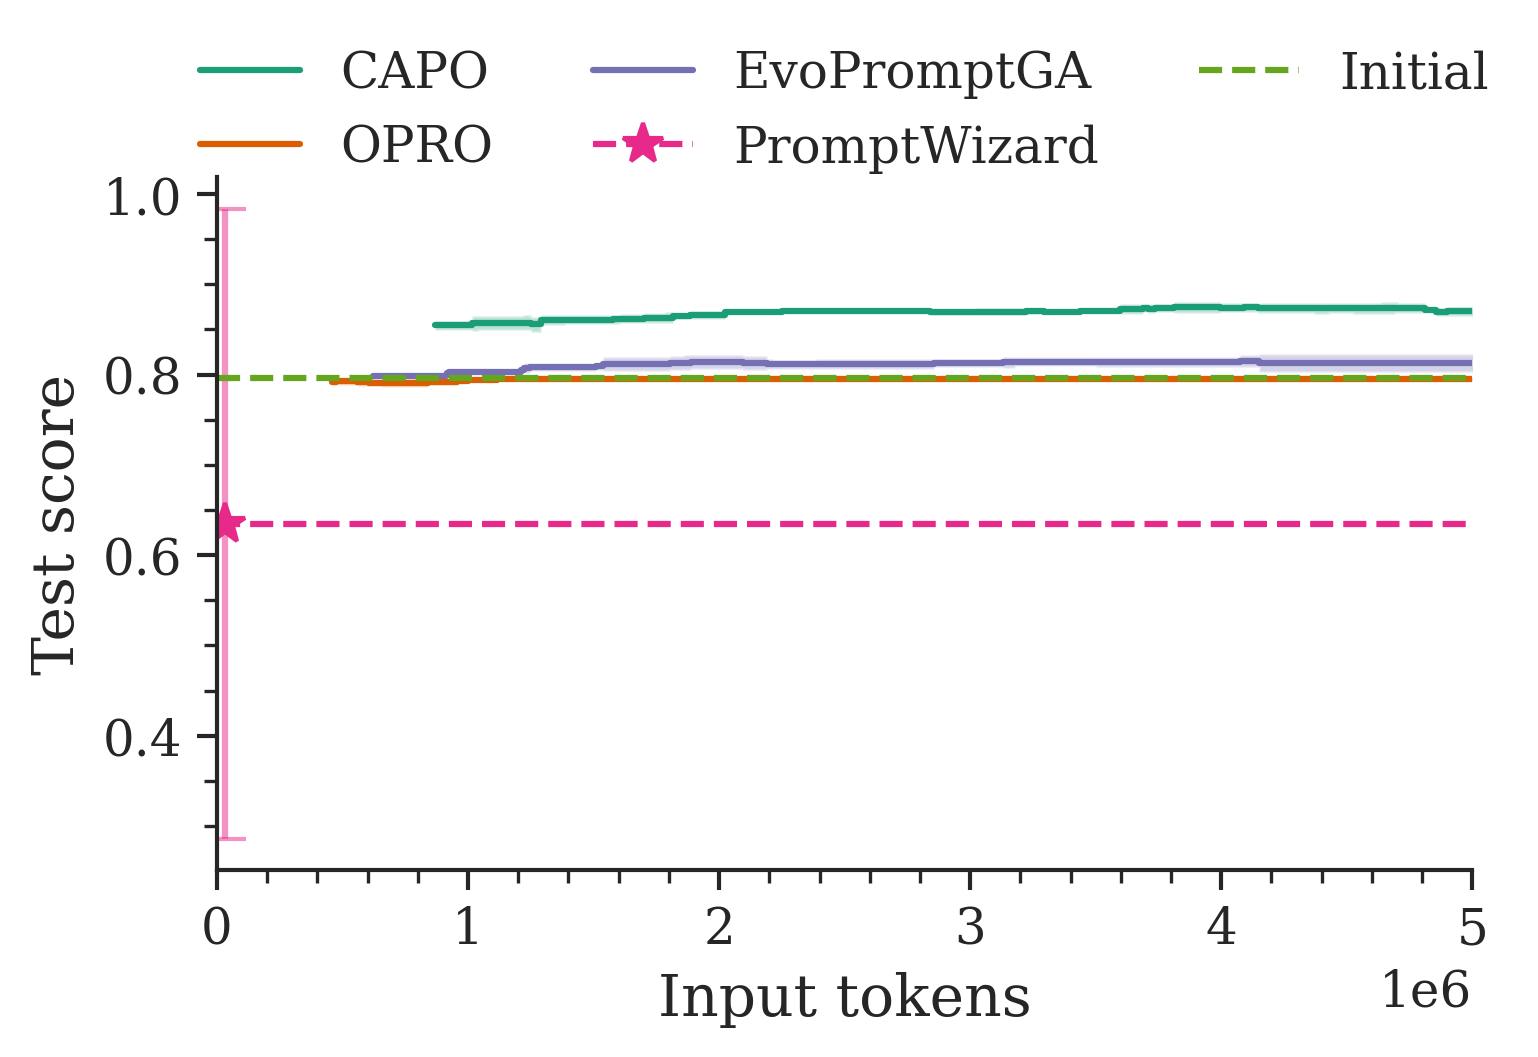 CAPO EvoPromptGA Initial
OPRO PromptWizard
1.0
0.8
0.6
0.4
Test score
0 1 2 3 4 5
Input tokens
1e6